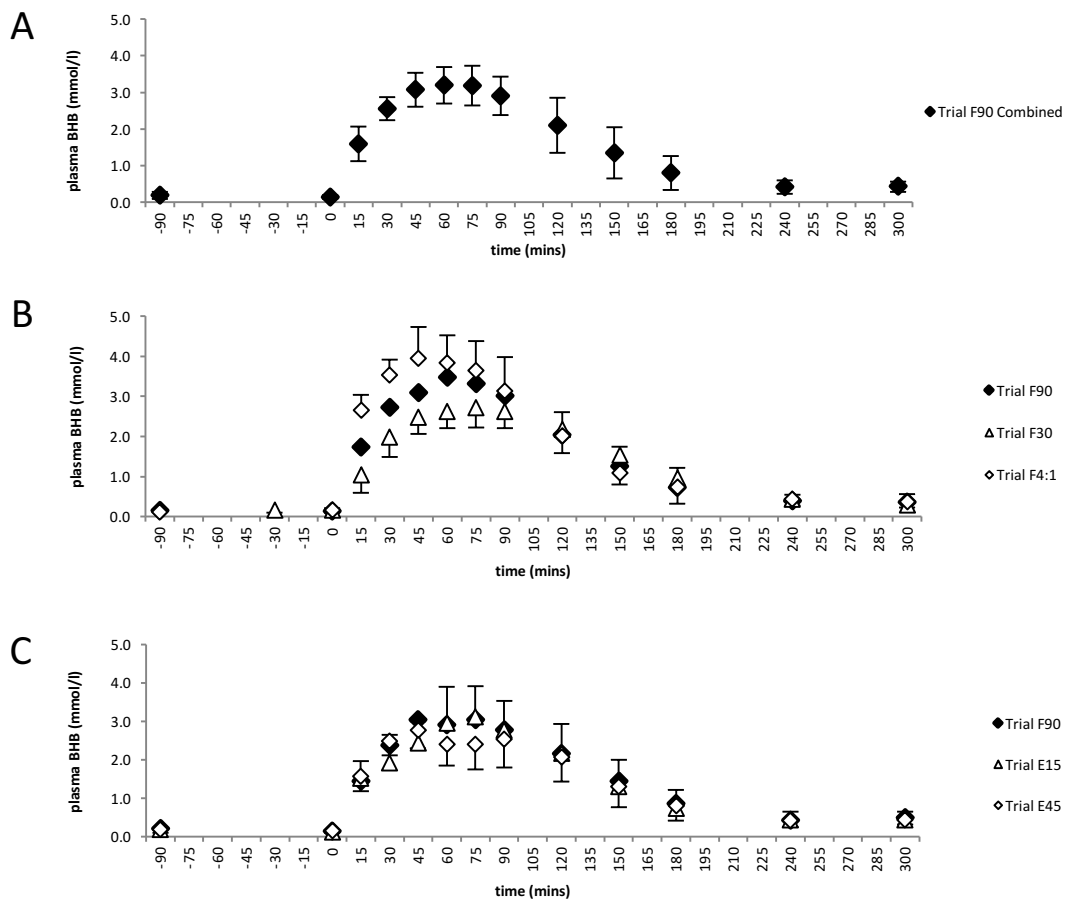 A
plasma BHB (mmol/l)
5.0
4.0
3.0
2.0
1.0
0.0
-90 -75 -60 -45 -30 -15 0 15 30 45 60 75 90 105 120 135 150 165 180 195 210 225 240 255 270 285 300
time (mins)
Trial F90 Combined
B
plasma BHB (mmol/l)
5.0
4.0
3.0
2.0
1.0
0.0
-90 -75 -60 -45 -30 -15 0 15 30 45 60 75 90 105 120 135 150 165 180 195 210 225 240 255 270 285 300
time (mins)
Trial F90
Trial F30
Trial F4:1
C
plasma BHB (mmol/l)
5.0
4.0
3.0
2.0
1.0
0.0
-90 -75 -60 -45 -30 -15 0 15 30 45 60 75 90 105 120 135 150 165 180 195 210 225 240 255 270 285 300
time (mins)
Trial F90
Trial E15
Trial E45